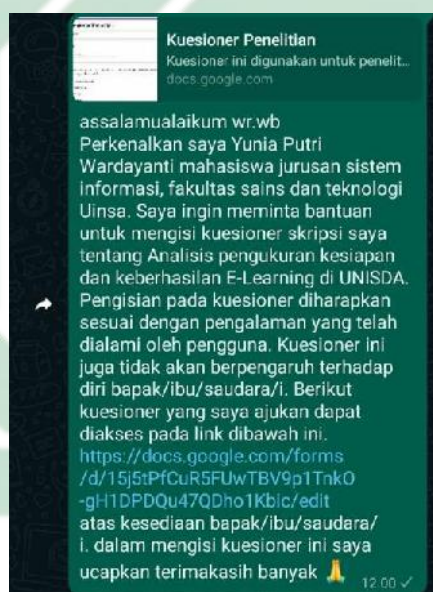 Kuesioner Penelitian
Kuesioner ini digunakan untuk penelit...
docs.google.com
assalamualaikum wr.wb
Perkenalkan saya Yunia Putri
Wardayanti mahasiswa jurusan sistem
informasi, fakultas sains dan teknologi
Uinsa. Saya ingin meminta bantuan
untuk mengisi kuesioner skripsi saya
tentang Analisis pengukuran kesiapan
dan keberhasilan E-Learning di UNISDA.
Pengisian pada kuesioner diharapkan
sesuai dengan pengalaman yang telah
dialami oleh pengguna. Kuesioner ini
juga tidak akan berpengaruh terhadap
diri bapak/ibu/saudara/i. Berikut
kuesioner yang saya ajukan dapat
diakses pada link dibawah ini.
https://docs.google.com/forms
/d/15j5tPfCuR5FUwTBV9p1TnkO
-gH1DPDQu47QDho1Kbic/edit
atas kesediaan bapak/ibu/saudara/
i. dalam mengisi kuesioner ini saya
ucapkan terimakasih banyak 🙏
12.00 ✓